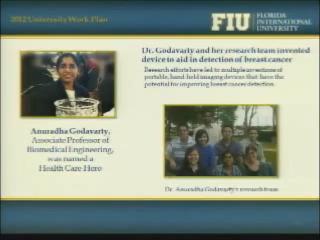 2012 University Work Plan
FIU
FLORIDA
INTERNATIONAL
UNIVERSITY
Dr. Godavarty and her research team invented
device to aid in detection of breast cancer
Research efforts have led to multiple inventions of
portable, hand-held imaging devices that have the
potential for improving breast cancer detection.
Anuradha Godavarty,
Associate Professor of
Biomedical Engineering,
was named a
Health Care Hero
Dr. Anuradha Godavarty's research team